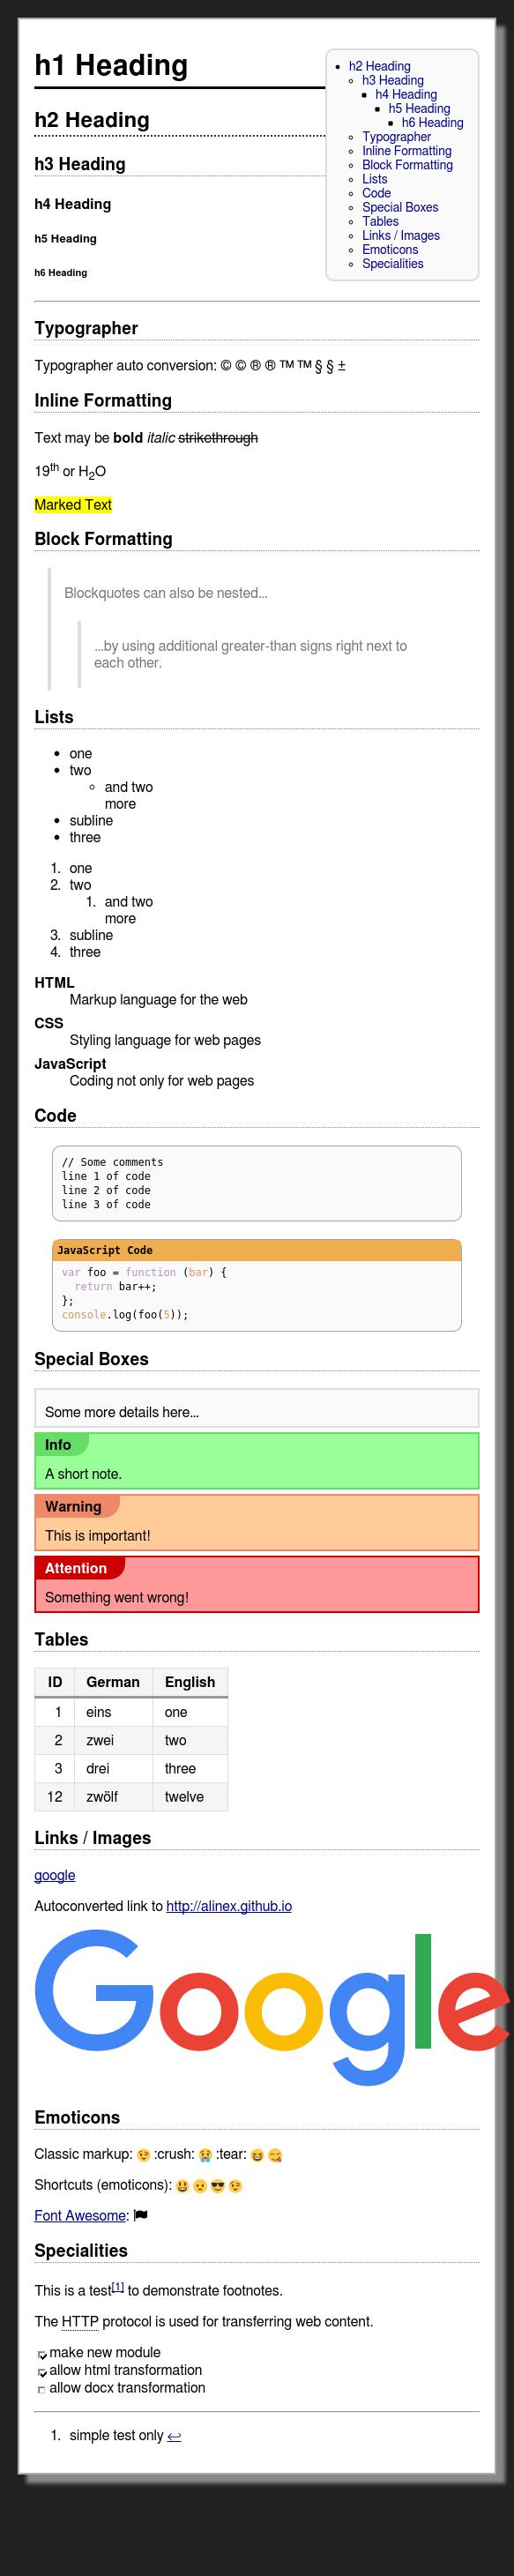 h1 Heading
h2 Heading
h3 Heading
h4 Heading
h5 Heading
h6 Heading
h2 Heading
h3 Heading
h4 Heading
h5 Heading
h6 Heading
Typographer
Inline Formatting
Block Formatting
Lists
Code
Special Boxes
Tables
Links / Images
Emoticons
Specialities
Typographer
Typographer auto conversion: © © ® ® ™ ™ § § ±
Inline Formatting
Text may be bold italic strikethrough
19th or H2O
Marked Text
Block Formatting
Blockquotes can also be nested…
…by using additional greater-than signs right next to
each other.
Lists
one
two
and two
more
subline
three
1. one
2. two
1. and two
more
3. subline
4. three
HTML
Markup language for the web
CSS
Styling language for web pages
JavaScript
Coding not only for web pages
Code
// Some comments
line 1 of code
line 2 of code
line 3 of code
JavaScript Code
var foo = function (bar) {
return bar++;
};
console.log(foo(5));
Special Boxes
Some more details here…
Info
A short note.
Warning
This is important!
Attention
Something went wrong!
Tables
ID German English
1 eins one
2 zwei two
3 drei three
12 zwölf twelve
Links / Images
google
Autoconverted link to http://alinex.github.io
Google
Emoticons
Classic markup: 😉 :crush: 😢 :tear: 😆 😋
Shortcuts (emoticons): 😃 😦 😎 😉
Font Awesome:
Specialities
This is a test[1] to demonstrate footnotes.
The HTTP protocol is used for transferring web content.
make new module
allow html transformation
allow docx transformation
1. simple test only ↩